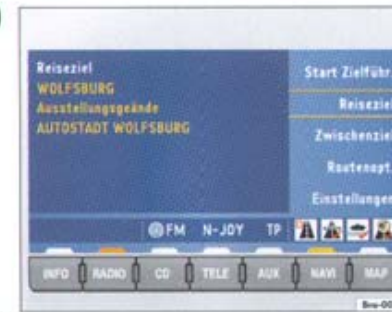 Reiseziel
WOLFSBURG
Ausstellungsgeände
AUTOSTADT WOLFSBURG
Start Zielführ
Reiseziel
Zwischenziel
Routenopt.
Einstellungen
FM N-JOY TP
INFO RADIO CD TELE AUX NAVI MAP